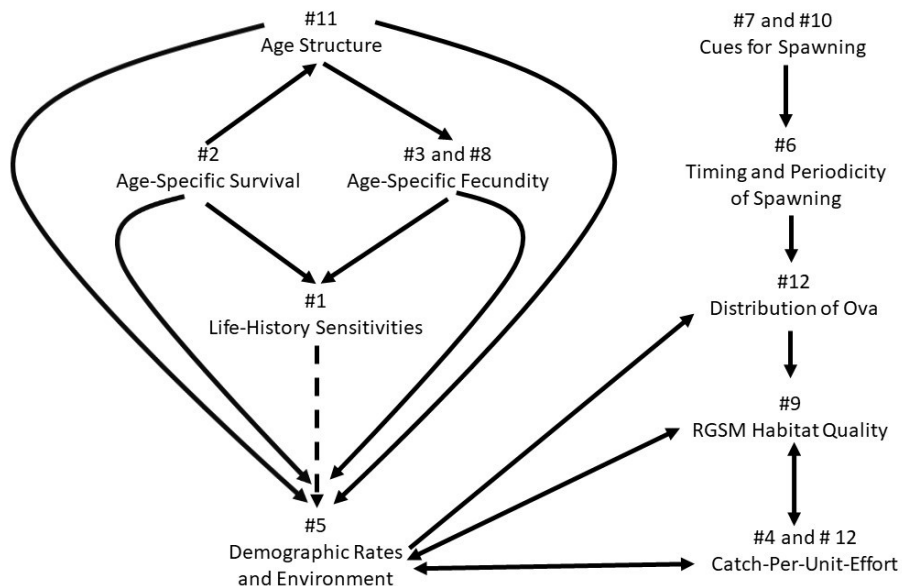 #11
Age Structure
#7 and #10
Cues for Spawning
#2
Age-Specific Survival
#3 and #8
Age-Specific Fecundity
#6
Timing and Periodicity
of Spawning
#1
Life-History Sensitivities
#12
Distribution of Ova
#9
RGSM Habitat Quality
#5
Demographic Rates
and Environment
#4 and # 12
Catch-Per-Unit-Effort